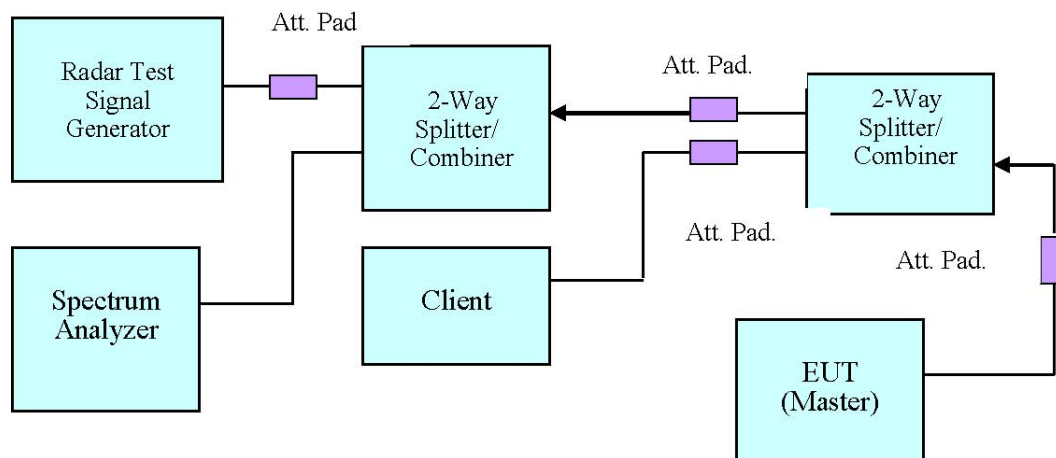 Att. Pad
Radar Test
Signal
Generator
2-Way
Splitter/
Combiner
Att. Pad.
2-Way
Splitter/
Combiner
Att. Pad.
Att. Pad.
Spectrum
Analyzer
Client
EUT
(Master)